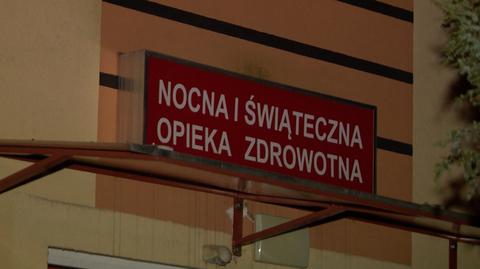 NOCNA I ŚWIĄTECZNA
OPIEKA ZDROWOTNA